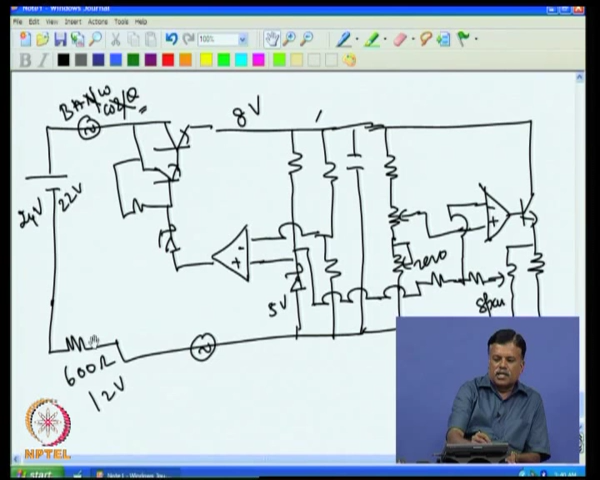 Note1 - Windows Journal
File Edit View Insert Actions Tools Help
100%
B I
8V
24V
22V
5V
zero
span
600Ω
12V
NPTEL
start
Note1 - Windows Journal